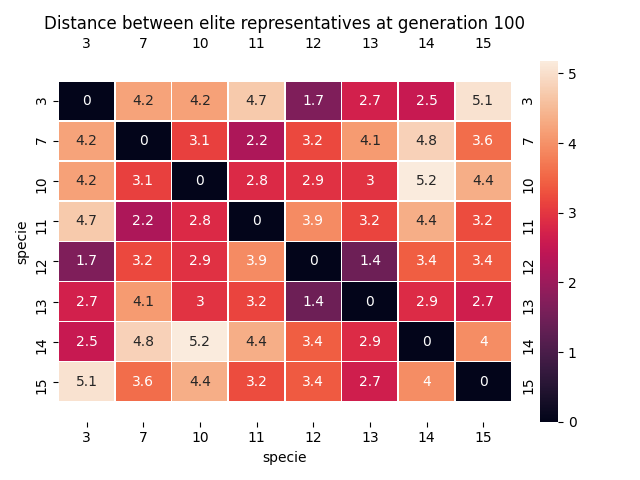 Distance between elite representatives at generation 100
3 7 10 11 12 13 14 15
3 0 4.2 4.2 4.7 1.7 2.7 2.5 5.1 3
7 4.2 0 3.1 2.2 3.2 4.1 4.8 3.6 7
10 4.2 3.1 0 2.8 2.9 3 5.2 4.4 10
11 4.7 2.2 2.8 0 3.9 3.2 4.4 3.2 11
12 1.7 3.2 2.9 3.9 0 1.4 3.4 3.4 12
13 2.7 4.1 3 3.2 1.4 0 2.9 2.7 13
14 2.5 4.8 5.2 4.4 3.4 2.9 0 4 14
15 5.1 3.6 4.4 3.2 3.4 2.7 4 0 15
3 7 10 11 12 13 14 15
specie
specie
5
4
3
2
1
0